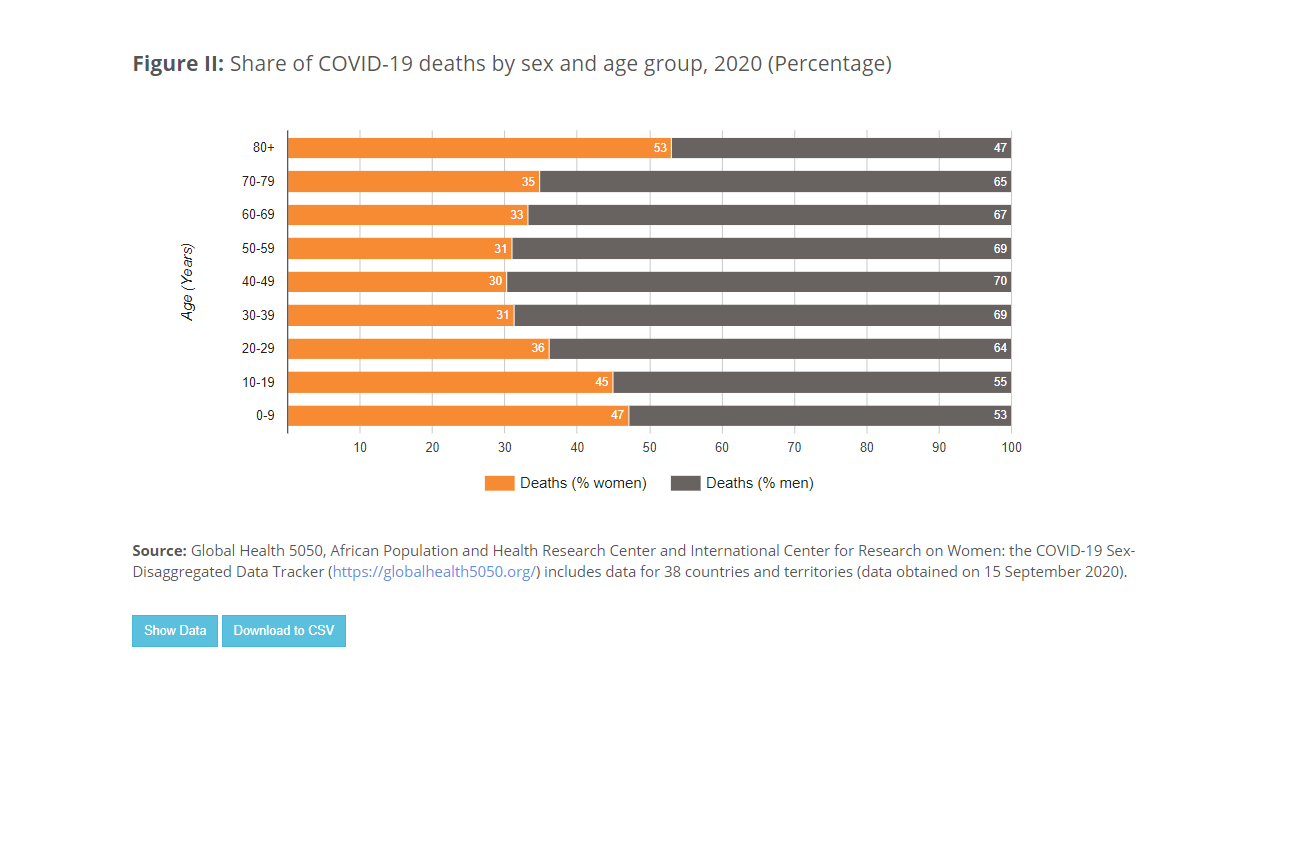 Figure II: Share of COVID-19 deaths by sex and age group, 2020 (Percentage)
Age (Years)
80+ 53 47
70-79 35 65
60-69 33 67
50-59 31 69
40-49 30 70
30-39 31 69
20-29 36 64
10-19 45 55
0-9 47 53
10 20 30 40 50 60 70 80 90 100
Deaths (% women) Deaths (% men)
Source: Global Health 5050, African Population and Health Research Center and International Center for Research on Women: the COVID-19 Sex-
Disaggregated Data Tracker (https://globalhealth5050.org/) includes data for 38 countries and territories (data obtained on 15 September 2020).
Show Data Download to CSV